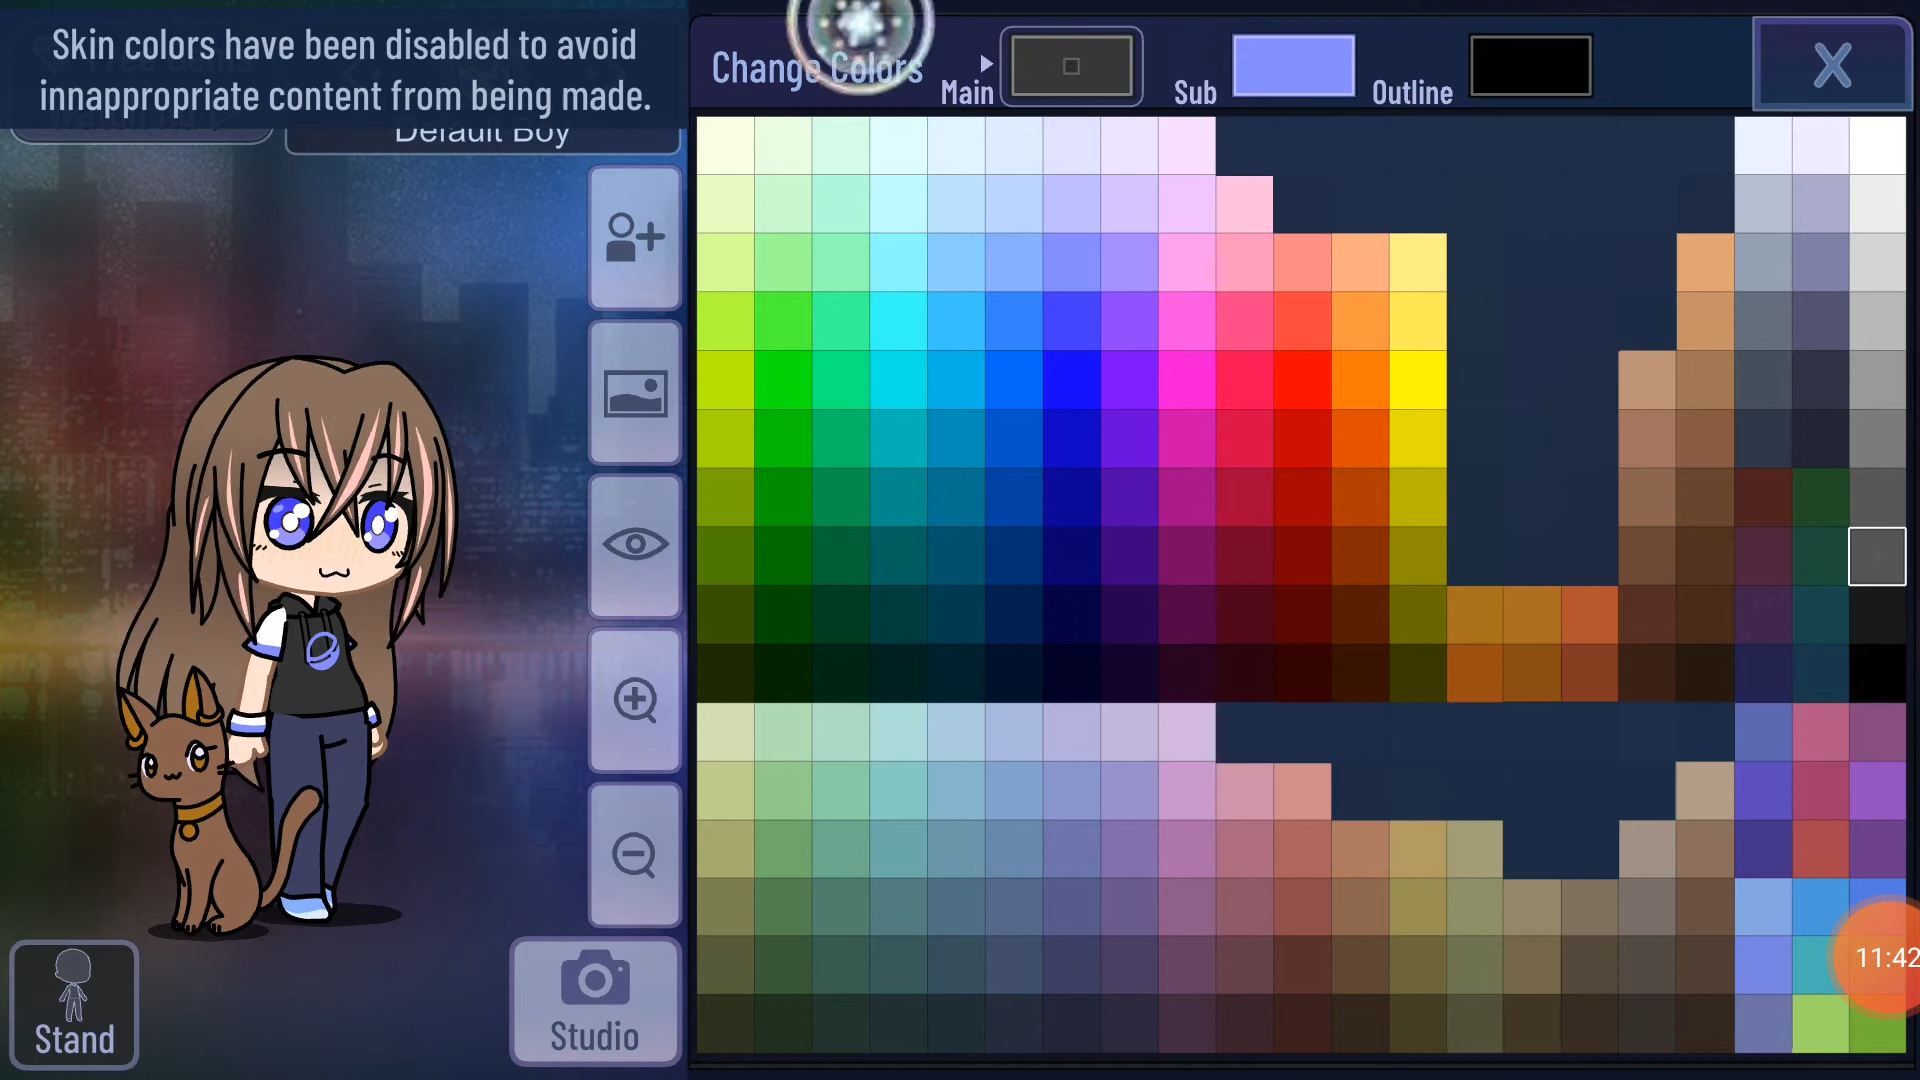 Skin colors have been disabled to avoid
innappropriate content from being made.
Default Boy
Change Colors
Main
Sub
Outline
X
Stand
Studio
11:42